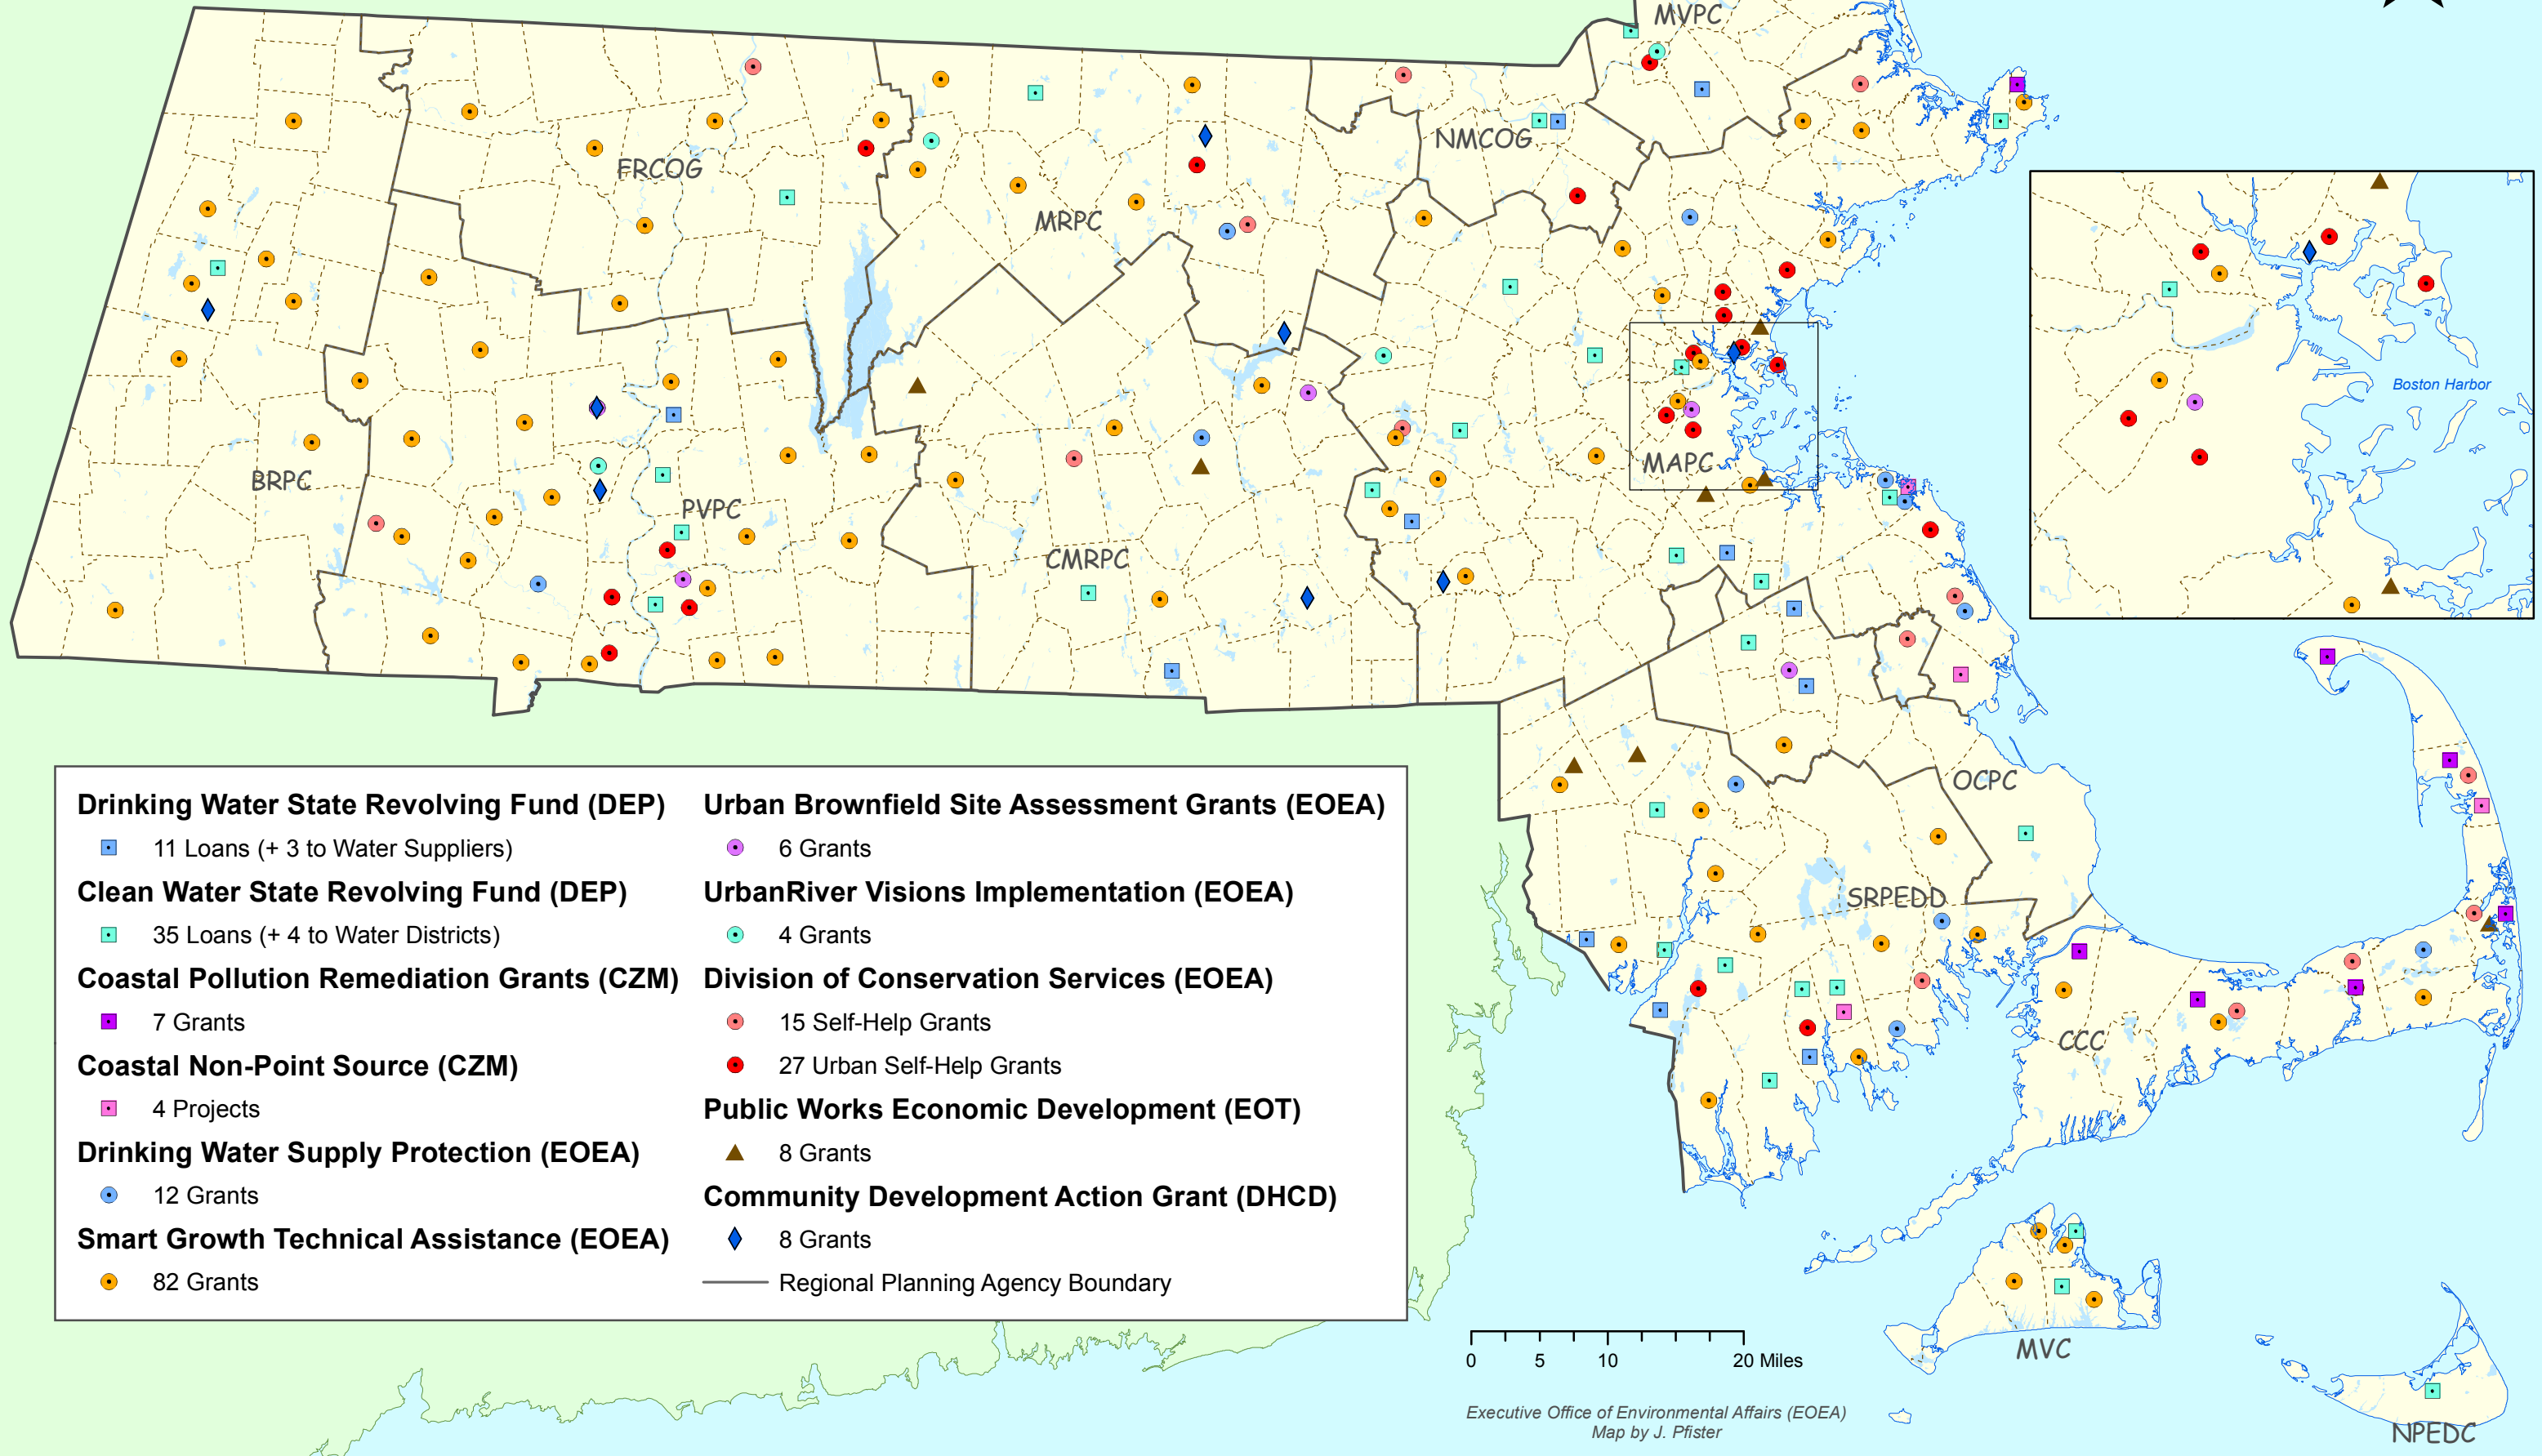 MVPC
NMCOG
FRCOG
MRPC
Boston Harbor
MAPC
BRPC
PVPC
CMRPC
OCPC
SRPEDD
CCC
MVC
NPEDC
Drinking Water State Revolving Fund (DEP)
11 Loans (+ 3 to Water Suppliers)
Clean Water State Revolving Fund (DEP)
35 Loans (+ 4 to Water Districts)
Coastal Pollution Remediation Grants (CZM)
7 Grants
Coastal Non-Point Source (CZM)
4 Projects
Drinking Water Supply Protection (EOEA)
12 Grants
Smart Growth Technical Assistance (EOEA)
82 Grants
Urban Brownfield Site Assessment Grants (EOEA)
6 Grants
UrbanRiver Visions Implementation (EOEA)
4 Grants
Division of Conservation Services (EOEA)
15 Self-Help Grants
27 Urban Self-Help Grants
Public Works Economic Development (EOT)
8 Grants
Community Development Action Grant (DHCD)
8 Grants
Regional Planning Agency Boundary
0 5 10 20 Miles
Executive Office of Environmental Affairs (EOEA)
Map by J. Pfister